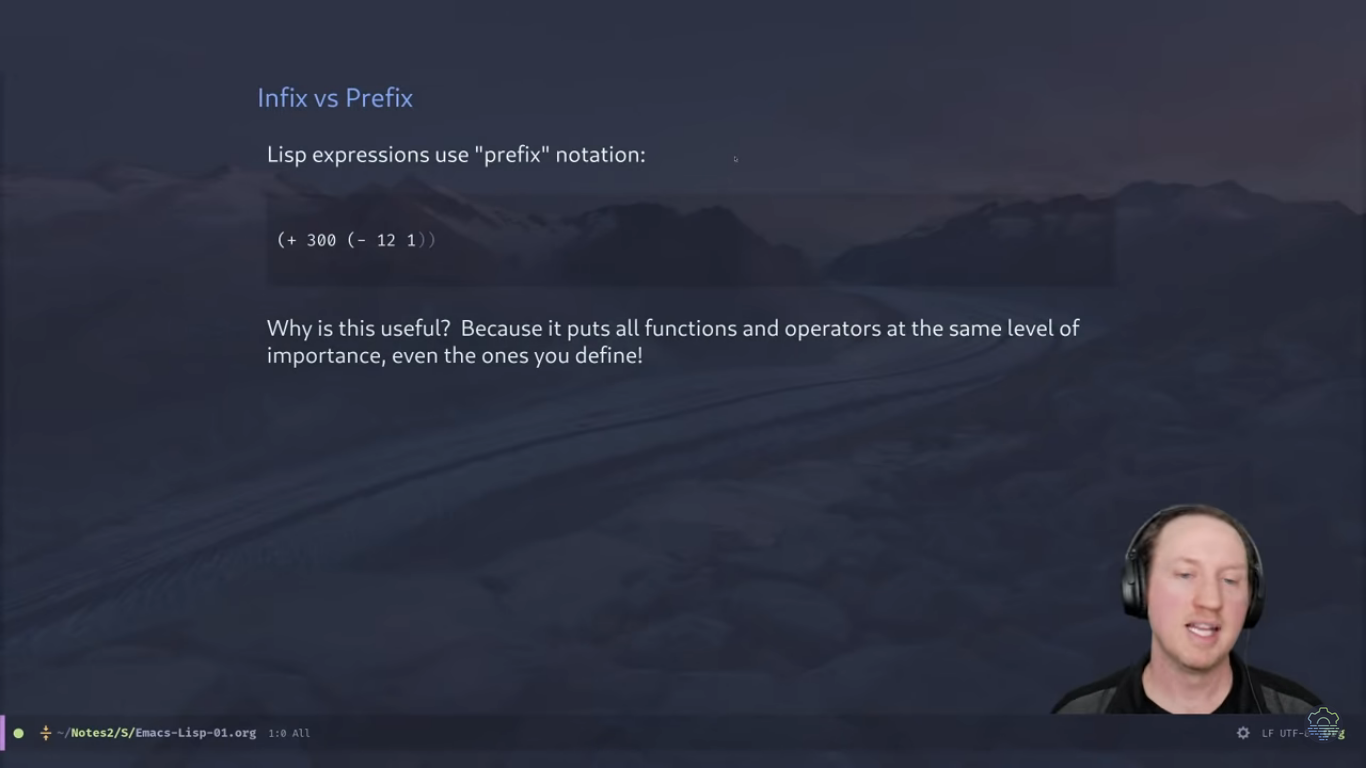 Infix vs Prefix
Lisp expressions use "prefix" notation:
(+ 300 (- 12 1))
Why is this useful?  Because it puts all functions and operators at the same level of
importance, even the ones you define!
~/Notes2/S/Emacs-Lisp-01.org 1:0 All
LF UTF-